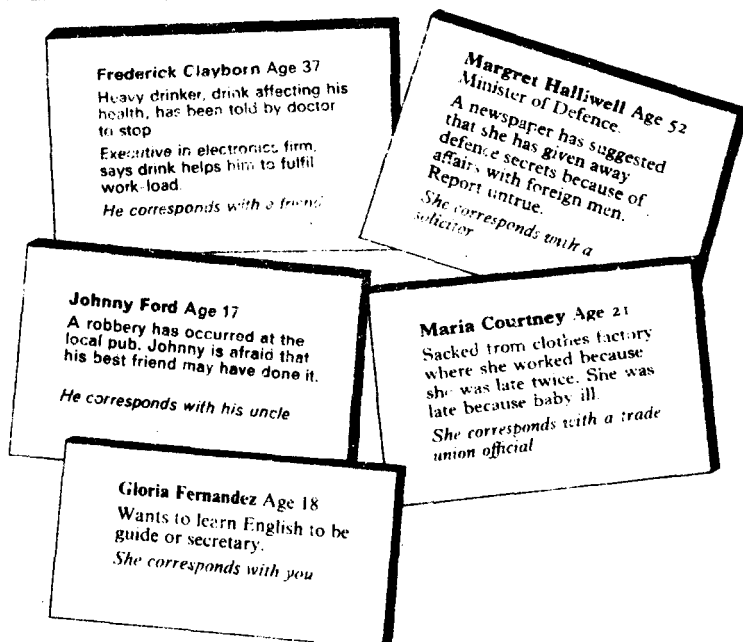 Frederick Clayborn Age 37
Heavy drinker, drink affecting his
health, has been told by doctor
to stop
Executive in electronics firm,
says drink helps him to fulfil
work-load.
He corresponds with a friend
Margret Halliwell Age 52
Minister of Defence.
A newspaper has suggested
that she has given away
defence secrets because of
affairs with foreign men.
Report untrue.
She corresponds with a
solicitor
Johnny Ford Age 17
A robbery has occurred at the
local pub. Johnny is afraid that
his best friend may have done it.
He corresponds with his uncle
Maria Courtney Age 21
Sacked from clothes factory
where she worked because
she was late twice. She was
late because baby ill.
She corresponds with a trade
union official
Gloria Fernandez Age 18
Wants to learn English to be
guide or secretary.
She corresponds with you